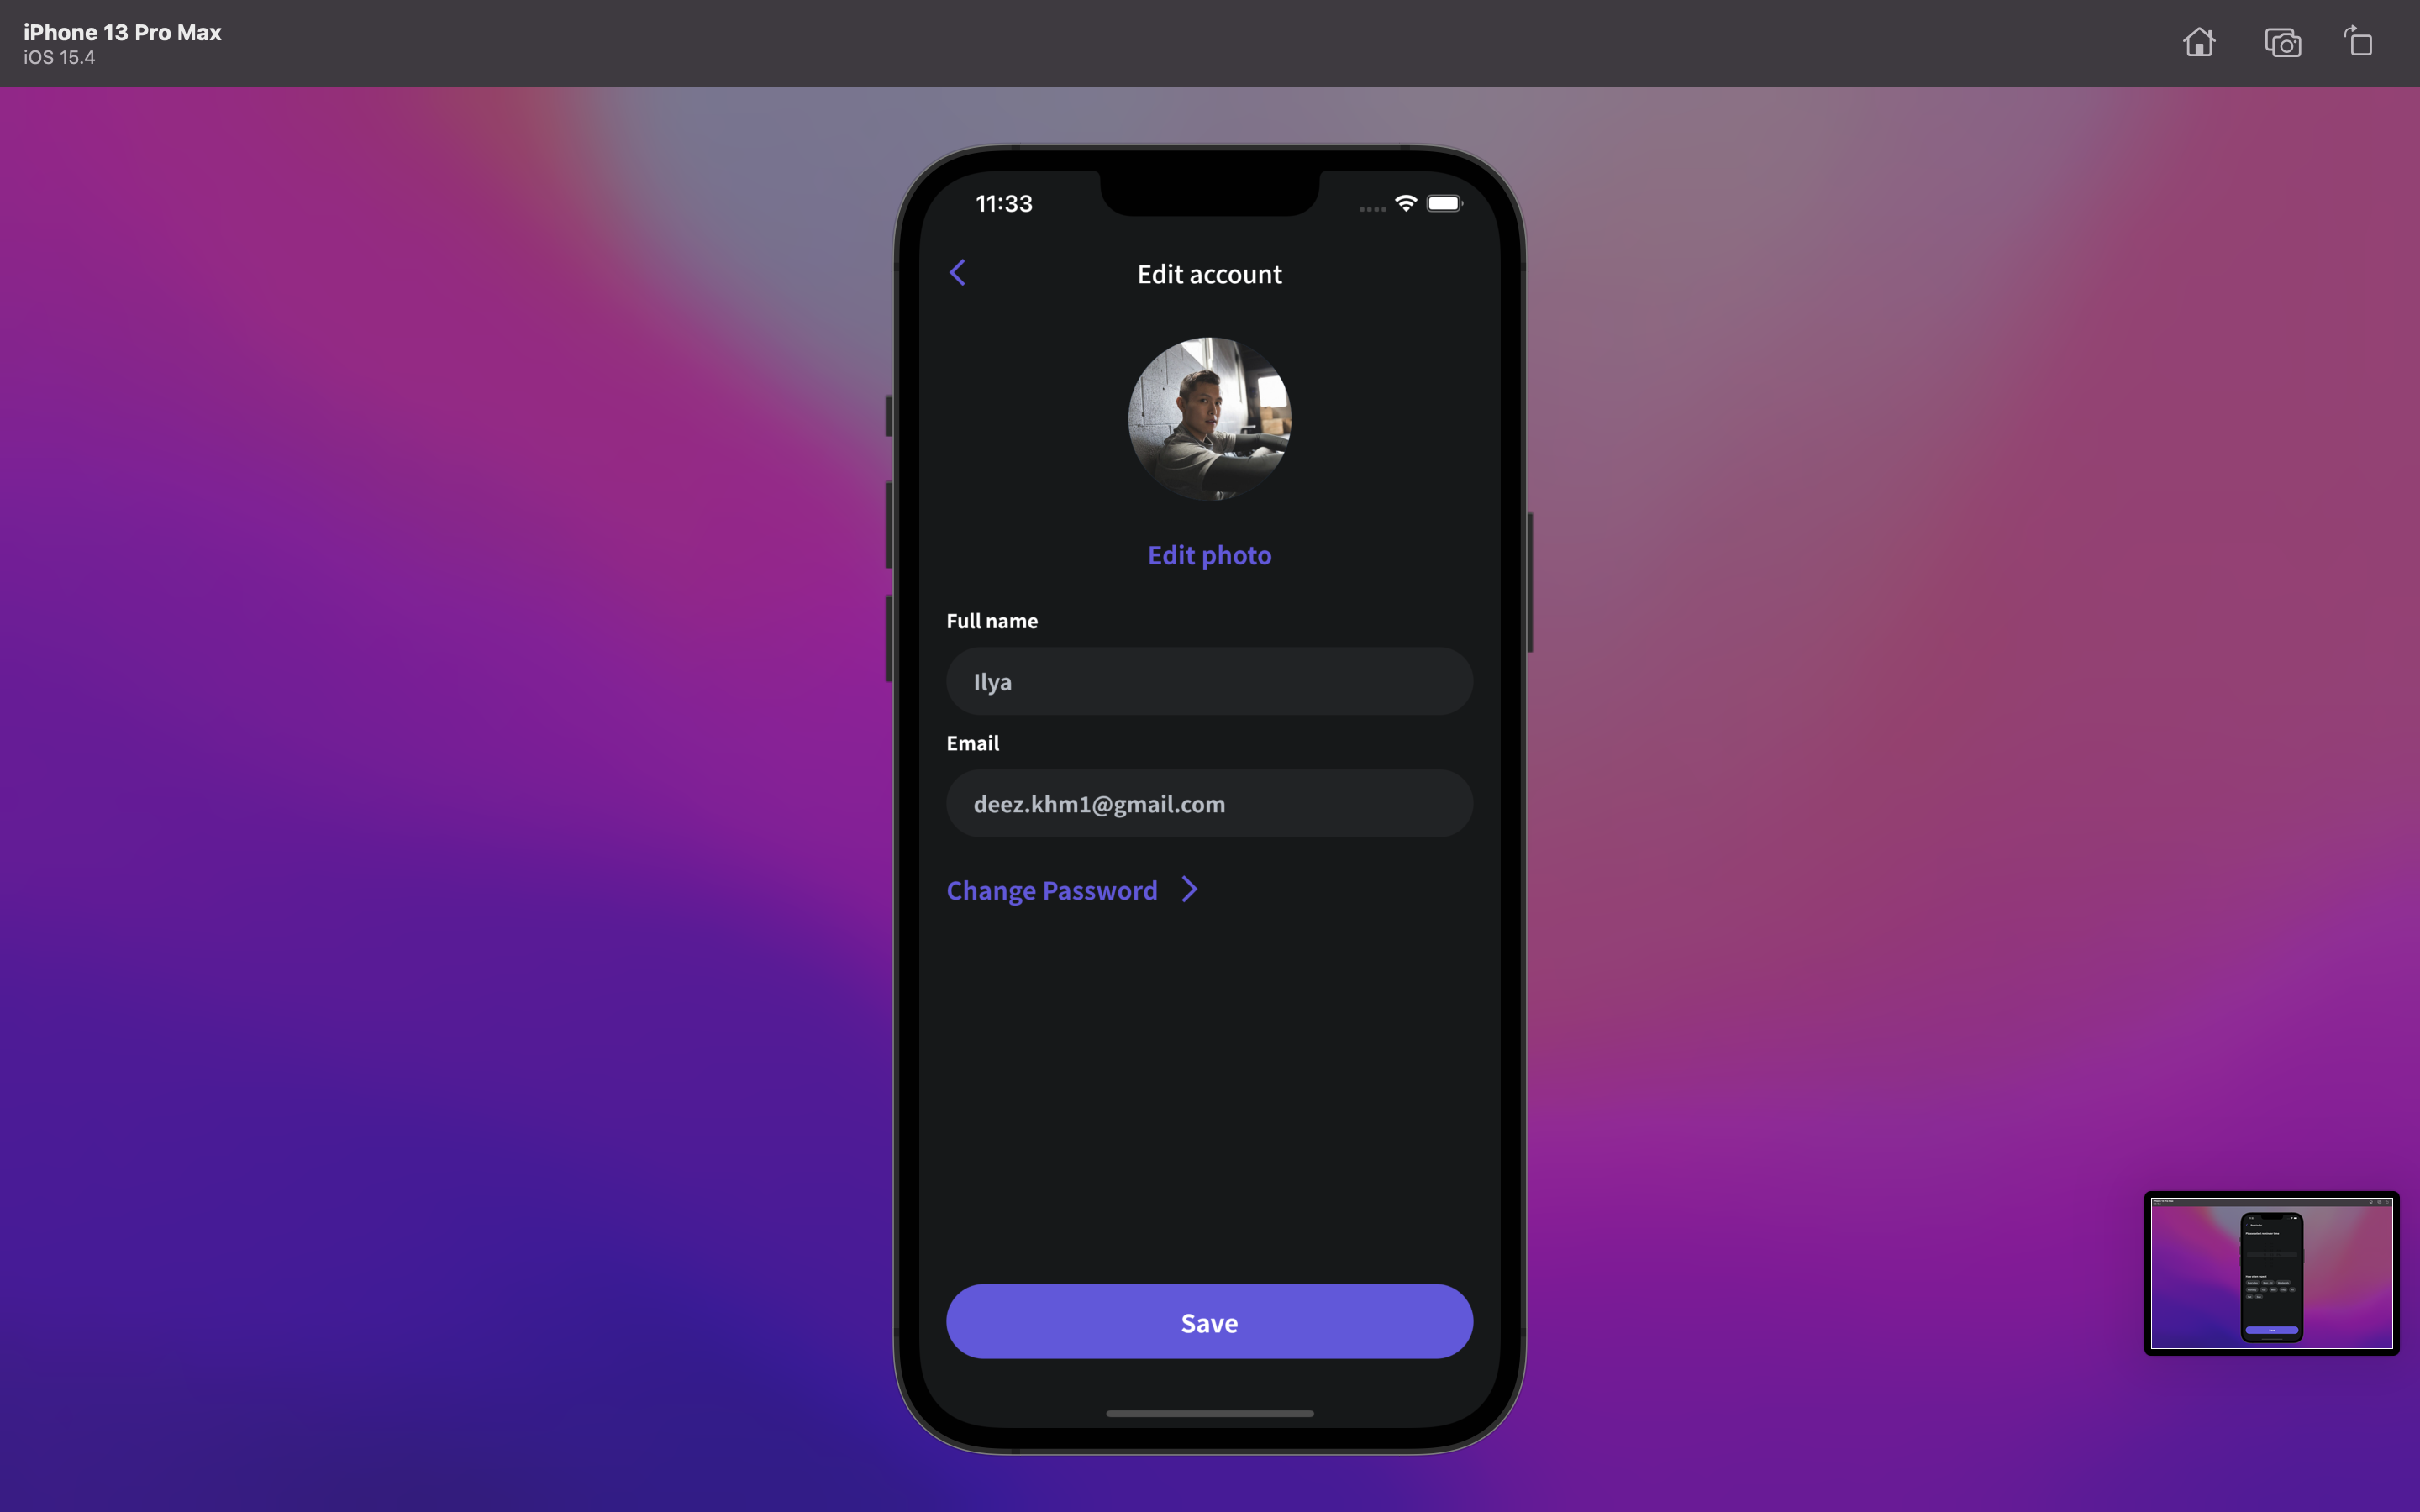 iPhone 13 Pro Max
iOS 15.4
11:33
Edit account
Edit photo
Full name
Ilya
Email
deez.khm1@gmail.com
Change Password
Save